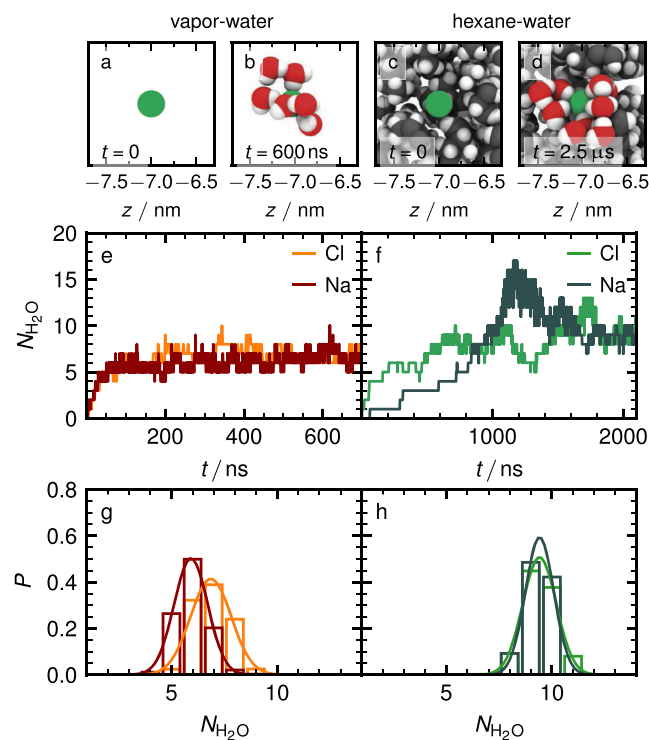 vapor-water hexane-water
a b c d
t = 0 t = 600 ns t = 0 t = 2.5 μs
−7.5 −7.0 −6.5 −7.5 −7.0 −6.5 −7.5 −7.0 −6.5 −7.5 −7.0 −6.5
z / nm z / nm z / nm z / nm
20
e Cl f Cl
Na Na
15
N_H₂O
10
5
0
200 400 600 1000 2000
t / ns t / ns
0.8
g h
0.6
P
0.4
0.2
0.0
5 10 5 10
N_H₂O N_H₂O